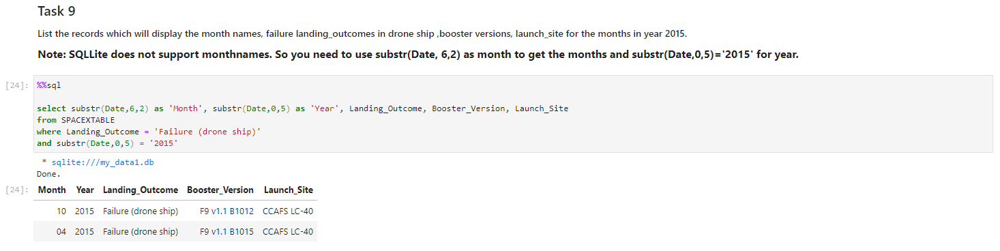 Task 9
List the records which will display the month names, failure landing_outcomes in drone ship ,booster versions, launch_site for the months in year 2015.
Note: SQLLite does not support monthnames. So you need to use substr(Date, 6,2) as month to get the months and substr(Date,0,5)='2015' for year.
[24]: %%sql
select substr(Date,6,2) as 'Month', substr(Date,0,5) as 'Year', Landing_Outcome, Booster_Version, Launch_Site
from SPACEXTABLE
where Landing_Outcome = 'Failure (drone ship)'
and substr(Date,0,5) = '2015'
* sqlite:///my_data1.db
Done.
[24]: Month Year Landing_Outcome Booster_Version Launch_Site
10 2015 Failure (drone ship) F9 v1.1 B1012 CCAFS LC-40
04 2015 Failure (drone ship) F9 v1.1 B1015 CCAFS LC-40